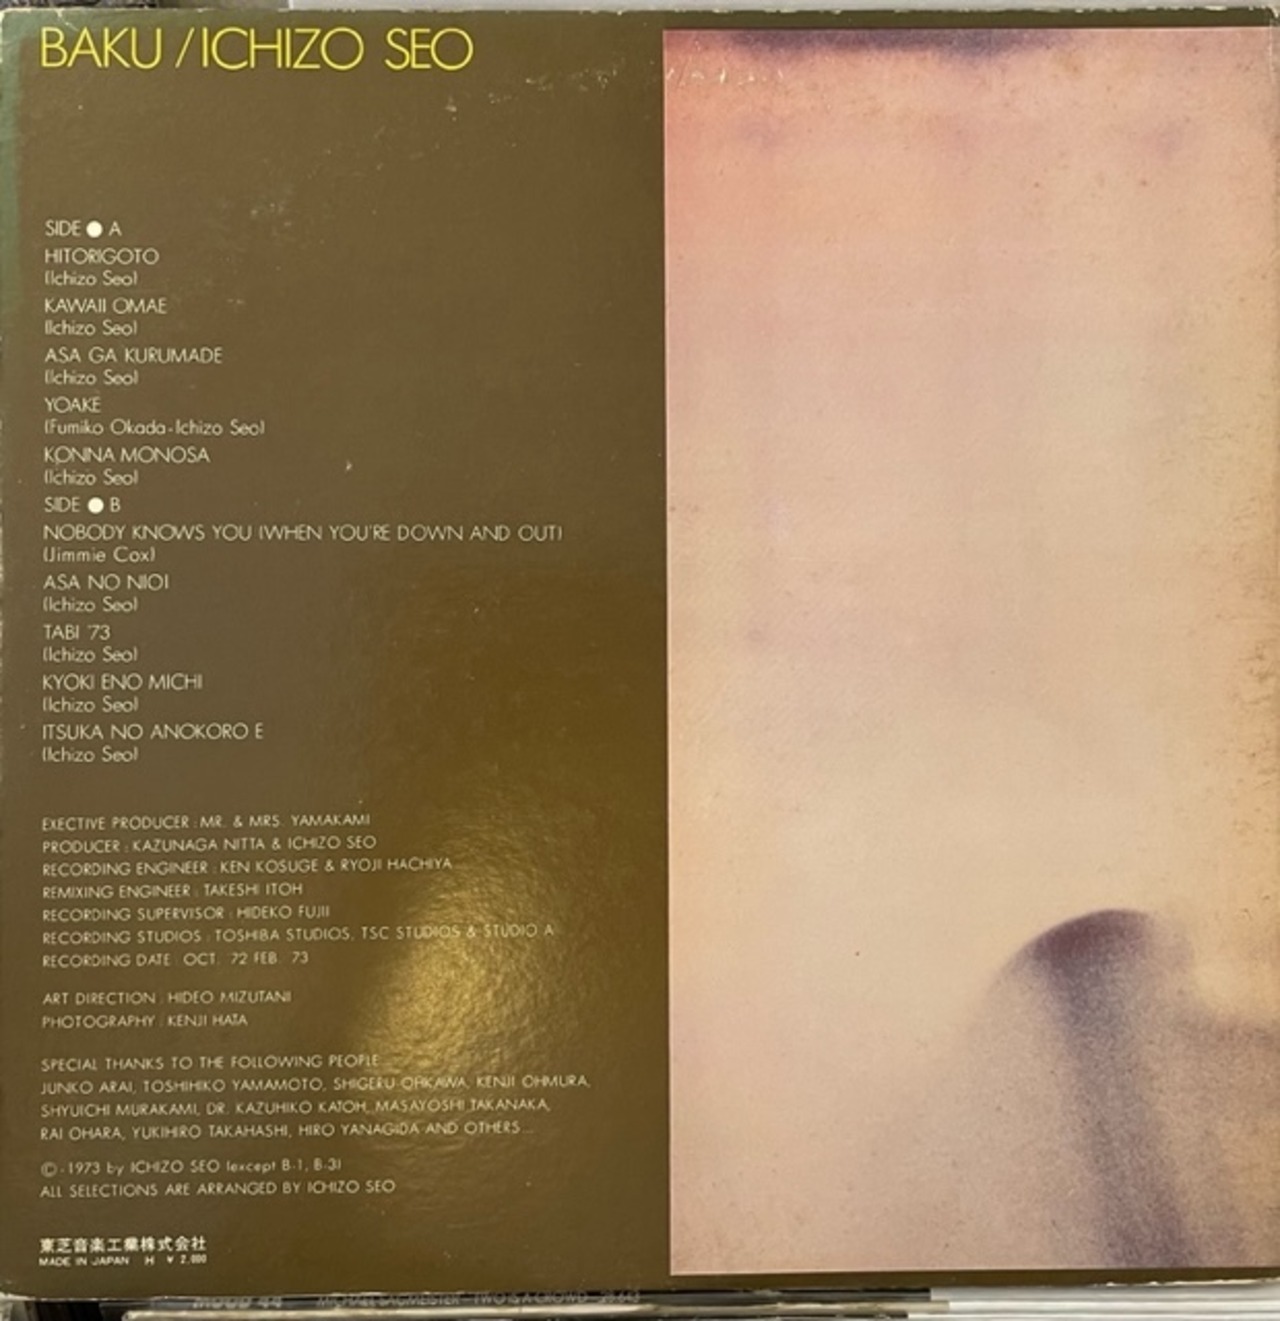 BAKU / ICHIZO SEO
SIDE ● A
HITORIGOTO
(Ichizo Seo)
KAWAII OMAE
(Ichizo Seo)
ASA GA KURUMADE
(Ichizo Seo)
YOAKE
(Fumiko Okada-Ichizo Seo)
KONNA MONOSA
(Ichizo Seo)
SIDE ● B
NOBODY KNOWS YOU (WHEN YOU'RE DOWN AND OUT)
(Jimmie Cox)
ASA NO NIOI
(Ichizo Seo)
TABI '73
(Ichizo Seo)
KYOKI ENO MICHI
(Ichizo Seo)
ITSUKA NO ANOKORO E
(Ichizo Seo)
EXECTIVE PRODUCER : MR. & MRS. YAMAKAMI
PRODUCER : KAZUNAGA NITTA & ICHIZO SEO
RECORDING ENGINEER : KEN KOSUGE & RYOJI HACHIYA
REMIXING ENGINEER : TAKESHI ITOH
RECORDING SUPERVISOR : HIDEKO FUJII
RECORDING STUDIOS : TOSHIBA STUDIOS, TSC STUDIOS & STUDIO A
RECORDING DATE : OCT. '72 FEB. '73
ART DIRECTION : HIDEO MIZUTANI
PHOTOGRAPHY : KENJI HATA
SPECIAL THANKS TO THE FOLLOWING PEOPLE
JUNKO ARAI, TOSHIHIKO YAMAMOTO, SHIGERU OHKAWA, KENJI OHMURA,
SHYUICHI MURAKAMI, DR. KAZUHIKO KATOH, MASAYOSHI TAKANAKA,
RAI OHARA, YUKIHIRO TAKAHASHI, HIRO YANAGIDA AND OTHERS...
©-1973 by ICHIZO SEO (except B-1, B-3)
ALL SELECTIONS ARE ARRANGED BY ICHIZO SEO
東芝音楽工業株式会社
MADE IN JAPAN H ¥2,000
MICHAEL SAGMEISTER TWO IS A CROWD